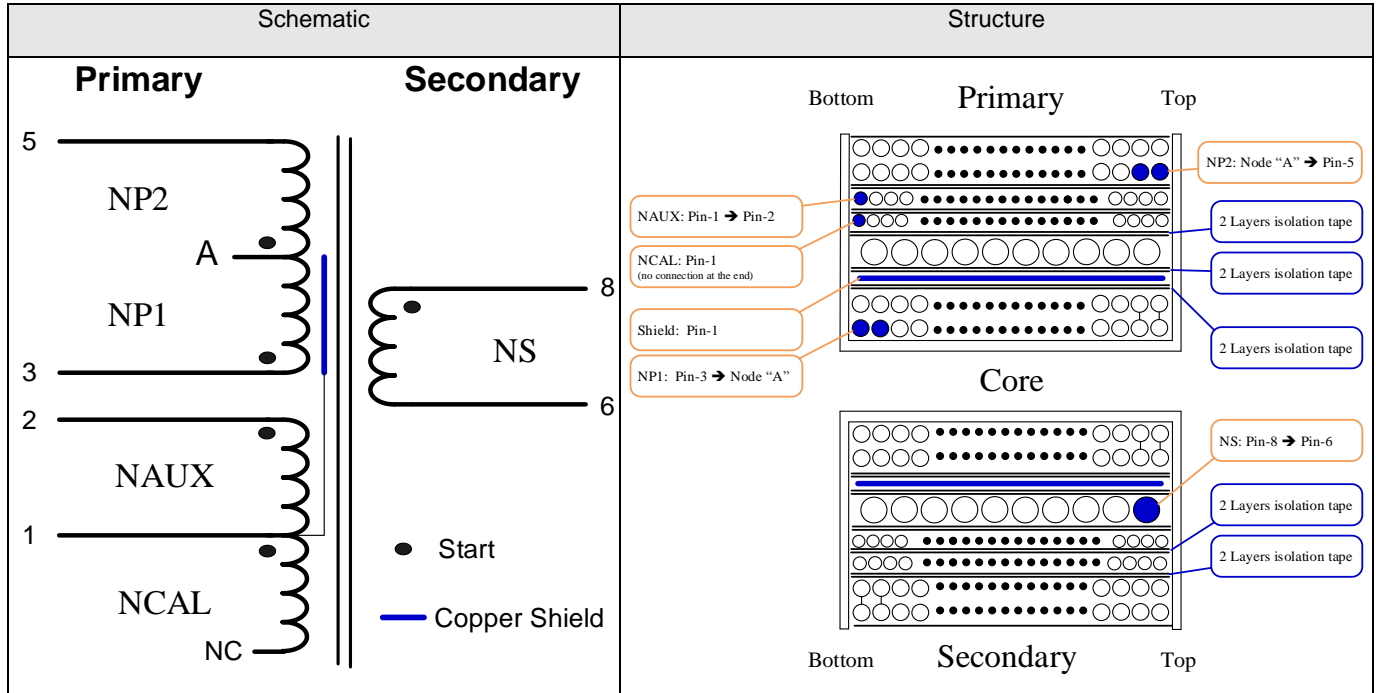 Schematic
Structure
Primary
Secondary
5
NP2
A
NP1
3
2
NAUX
1
NCAL
NC
8
NS
6
Start
Copper Shield
Bottom
Primary
Top
NP2: Node “A” ➔ Pin-5
NAUX: Pin-1 ➔ Pin-2
2 Layers isolation tape
NCAL: Pin-1
(no connection at the end)
2 Layers isolation tape
Shield: Pin-1
2 Layers isolation tape
NP1: Pin-3 ➔ Node “A”
Core
NS: Pin-8 ➔ Pin-6
2 Layers isolation tape
2 Layers isolation tape
Bottom
Secondary
Top